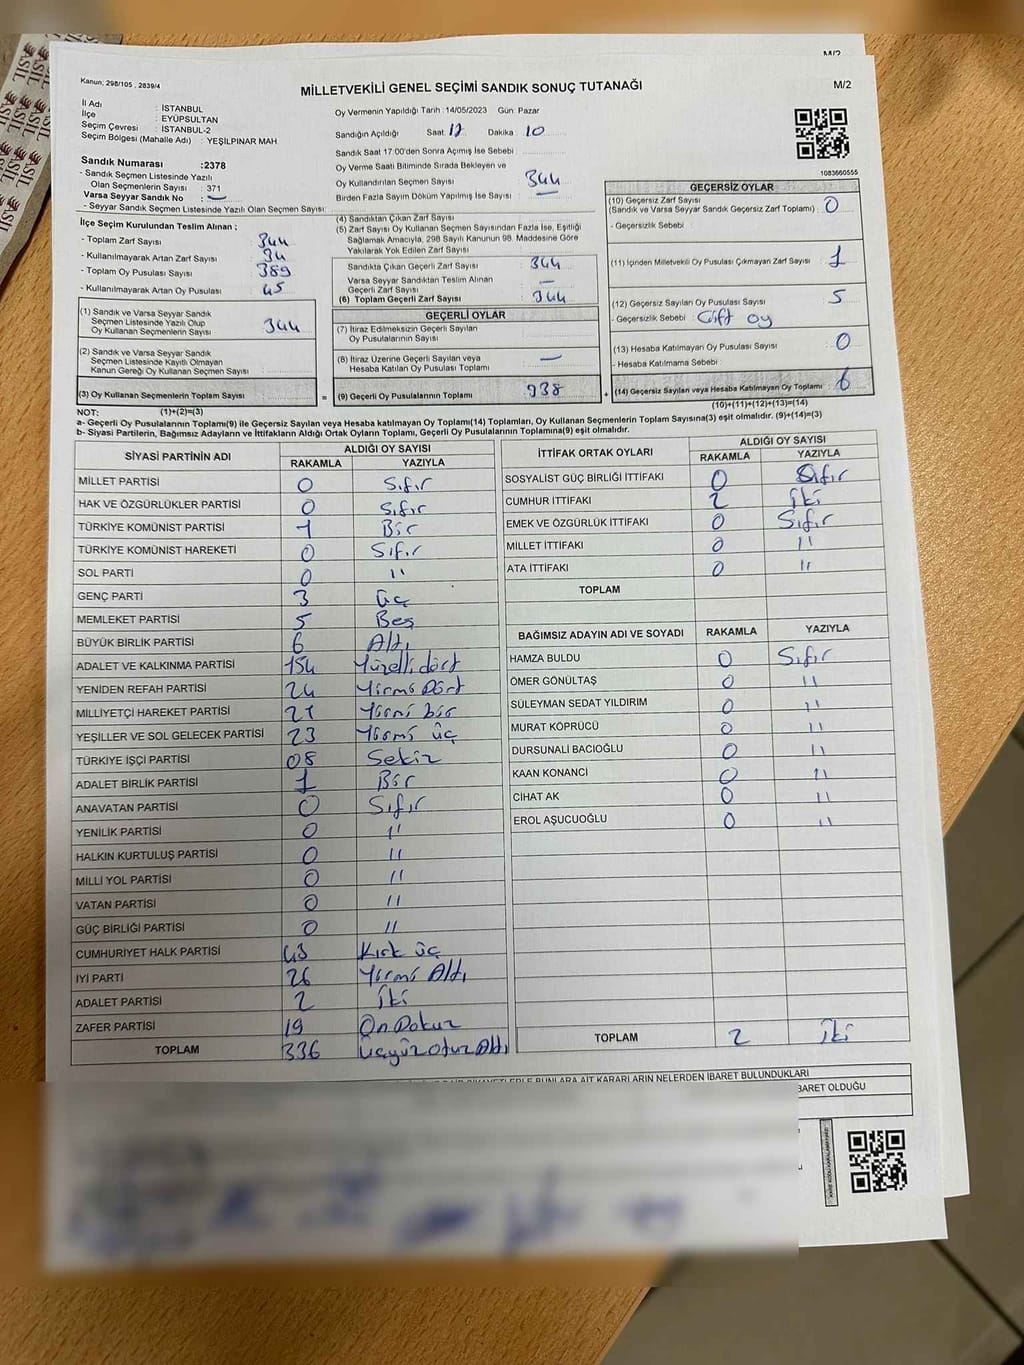 M/2
Kanun: 298/105 , 2839/4
MİLLETVEKİLİ GENEL SEÇİMİ SANDIK SONUÇ TUTANAĞI
M/2
İl Adı : İSTANBUL
İlçe : EYÜPSULTAN
Seçim Çevresi : İSTANBUL-2
Seçim Bölgesi (Mahalle Adı) : YEŞİLPINAR MAH
Sandık Numarası :2378
- Sandık Seçmen Listesinde Yazılı
Olan Seçmenlerin Sayısı : 371
Varsa Seyyar Sandık No : —
- Seyyar Sandık Seçmen Listesinde Yazılı Olan Seçmen Sayısı:
Oy Vermenin Yapıldığı Tarih : 14/05/2023 Gün: Pazar
Sandığın Açıldığı Saat : 17 Dakika : 10
Sandık Saat 17:00'den Sonra Açımış İse Sebebi :
Oy Verme Saati Bitiminde Sırada Bekleyen ve
Oy Kullandırılan Seçmen Sayısı : 344
Birden Fazla Sayım Döküm Yapılmış İse Sayısı : —
1083660555
İlçe Seçim Kurulundan Teslim Alınan ;
- Toplam Zarf Sayısı : 344
- Kullanılmayarak Artan Zarf Sayısı : 34
- Toplam Oy Pusulası Sayısı : 389
- Kullanılmayarak Artan Oy Pusulası : 45
(1) Sandık ve Varsa Seyyar Sandık
Seçmen Listesinde Yazılı Olup
Oy Kullanan Seçmenlerin Sayısı : 344
(2) Sandık ve Varsa Seyyar Sandık
Seçmen Listesinde Kayıtlı Olmayan
Kanun Gereği Oy Kullanan Seçmen Sayısı :
(3) Oy Kullanan Seçmenlerin Toplam Sayısı
=
(4) Sandıktan Çıkan Zarf Sayısı :
(5) Zarf Sayısı Oy Kullanan Seçmen Sayısından Fazla İse, Eşitliği
Sağlamak Amacıyla, 298 Sayılı Kanunun 98. Maddesine Göre
Yakılarak Yok Edilen Zarf Sayısı :
Sandıkta Çıkan Geçerli Zarf Sayısı : 344
Varsa Seyyar Sandıktan Teslim Alınan
Geçerli Zarf Sayısı : —
(6) Toplam Geçerli Zarf Sayısı : 344
GEÇERLİ OYLAR
(7) İtiraz Edilmeksizin Geçerli Sayılan
Oy Pusulalarının Sayısı :
(8) İtiraz Üzerine Geçerli Sayılan veya
Hesaba Katılan Oy Pusulası Toplamı : —
(9) Geçerli Oy Pusulalarının Toplamı : 938
+
GEÇERSİZ OYLAR
(10) Geçersiz Zarf Sayısı
(Sandık ve Varsa Seyyar Sandık Geçersiz Zarf Toplamı) : 0
- Geçersizlik Sebebi :
(11) İçinden Milletvekili Oy Pusulası Çıkmayan Zarf Sayısı : 1
(12) Geçersiz Sayılan Oy Pusulası Sayısı : 5
- Geçersizlik Sebebi : Çift oy
(13) Hesaba Katılmayan Oy Pusulası Sayısı : 0
- Hesaba Katılmama Sebebi :
(14) Geçersiz Sayılan veya Hesaba Katılmayan Oy Toplamı : 6
NOT: (1)+(2)=(3)
(10)+(11)+(12)+(13)=(14)
a- Geçerli Oy Pusulalarının Toplamı(9) ile Geçersiz Sayılan veya Hesaba katılmayan Oy Toplamı(14) Toplamları, Oy Kullanan Seçmenlerin Toplam Sayısına(3) eşit olmalıdır. (9)+(14)=(3)
b- Siyasi Partilerin, Bağımsız Adayların ve İttifakların Aldığı Ortak Oyların Toplamı, Geçerli Oy Pusulalarının Toplamına(9) eşit olmalıdır.
SİYASİ PARTİNİN ADI ALDIĞI OY SAYISI
RAKAMLA YAZIYLA
MİLLET PARTİSİ 0 Sıfır
HAK VE ÖZGÜRLÜKLER PARTİSİ 0 Sıfır
TÜRKİYE KOMÜNİST PARTİSİ 1 Bir
TÜRKİYE KOMÜNİST HAREKETİ 0 Sıfır
SOL PARTİ 0 "
GENÇ PARTİ 3 Üç
MEMLEKET PARTİSİ 5 Beş
BÜYÜK BİRLİK PARTİSİ 6 Altı
ADALET VE KALKINMA PARTİSİ 154 Yüzellidört
YENİDEN REFAH PARTİSİ 24 Yirmi Dört
MİLLİYETÇİ HAREKET PARTİSİ 21 Yirmi bir
YEŞİLLER VE SOL GELECEK PARTİSİ 23 Yirmi üç
TÜRKİYE İŞÇİ PARTİSİ 08 Sekiz
ADALET BİRLİK PARTİSİ 1 Bir
ANAVATAN PARTİSİ 0 Sıfır
YENİLİK PARTİSİ 0 "
HALKIN KURTULUŞ PARTİSİ 0 "
MİLLİ YOL PARTİSİ 0 "
VATAN PARTİSİ 0 "
GÜÇ BİRLİĞİ PARTİSİ 0 "
CUMHURİYET HALK PARTİSİ 43 Kırk üç
İYİ PARTİ 26 Yirmi Altı
ADALET PARTİSİ 2 İki
ZAFER PARTİSİ 19 On Dokuz
TOPLAM 336 Üçyüz otuz Altı
İTTİFAK ORTAK OYLARI ALDIĞI OY SAYISI
RAKAMLA YAZIYLA
SOSYALİST GÜÇ BİRLİĞİ İTTİFAKI 0 Sıfır
CUMHUR İTTİFAKI 2 İki
EMEK VE ÖZGÜRLÜK İTTİFAKI 0 Sıfır
MİLLET İTTİFAKI 0 "
ATA İTTİFAKI 0 "
TOPLAM
BAĞIMSIZ ADAYIN ADI VE SOYADI RAKAMLA YAZIYLA
HAMZA BULDU 0 Sıfır
ÖMER GÖNÜLTAŞ 0 "
SÜLEYMAN SEDAT YILDIRIM 0 "
MURAT KÖPRÜCÜ 0 "
DURSUNALİ BACIOĞLU 0 "
KAAN KONANCİ 0 "
CİHAT AK 0 "
EROL AŞUCUOĞLU 0 "
TOPLAM 2 İki
BUNLARA AİT KARARLARIN NELERDEN İBARET BULUNDUKLARI
BARET OLDUĞU